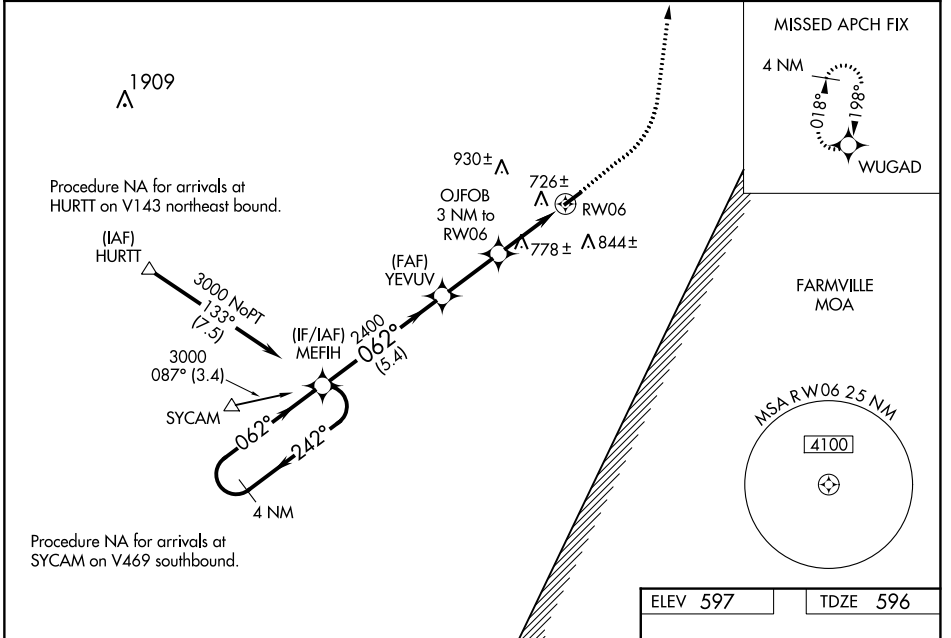 MISSED APCH FIX
4 NM
018°
198°
WUGAD
1909
930±
726±
OJFOB
3 NM to
RW06
RW06
778±
844±
Procedure NA for arrivals at
HURTT on V143 northeast bound.
(IAF)
HURTT
3000 NoPT
133°
(7.5)
(FAF)
YEVUV
FARMVILLE
MOA
(IF/IAF)
MEFIH
2400
062°
(5.4)
3000
087° (3.4)
SYCAM
062°
242°
4 NM
MSA RW06 25 NM
4100
Procedure NA for arrivals at
SYCAM on V469 southbound.
ELEV 597
TDZE 596